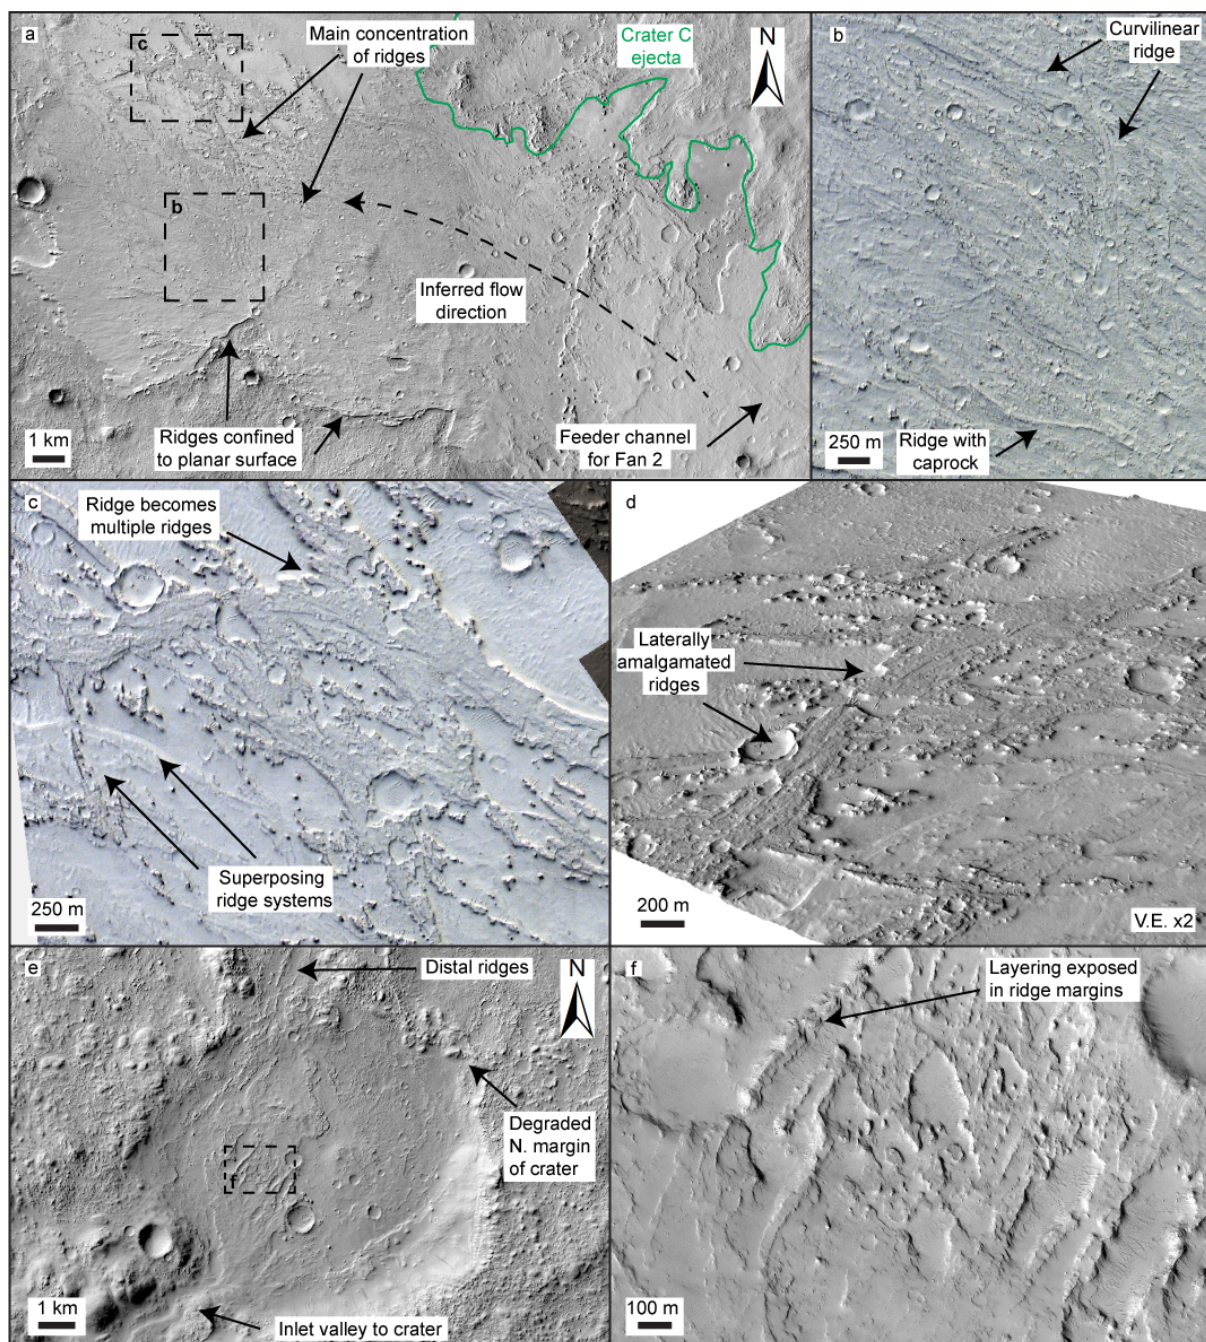 a
c
Main concentration
of ridges
Crater C
ejecta
N
b
Inferred flow
direction
1 km
Ridges confined
to planar surface
Feeder channel
for Fan 2
b
Curvilinear
ridge
250 m
Ridge with
caprock
c
Ridge becomes
multiple ridges
Superposing
ridge systems
250 m
d
Laterally
amalgamated
ridges
200 m
V.E. x2
e
Distal ridges
N
Degraded
N. margin
of crater
f
1 km
Inlet valley to crater
f
Layering exposed
in ridge margins
100 m